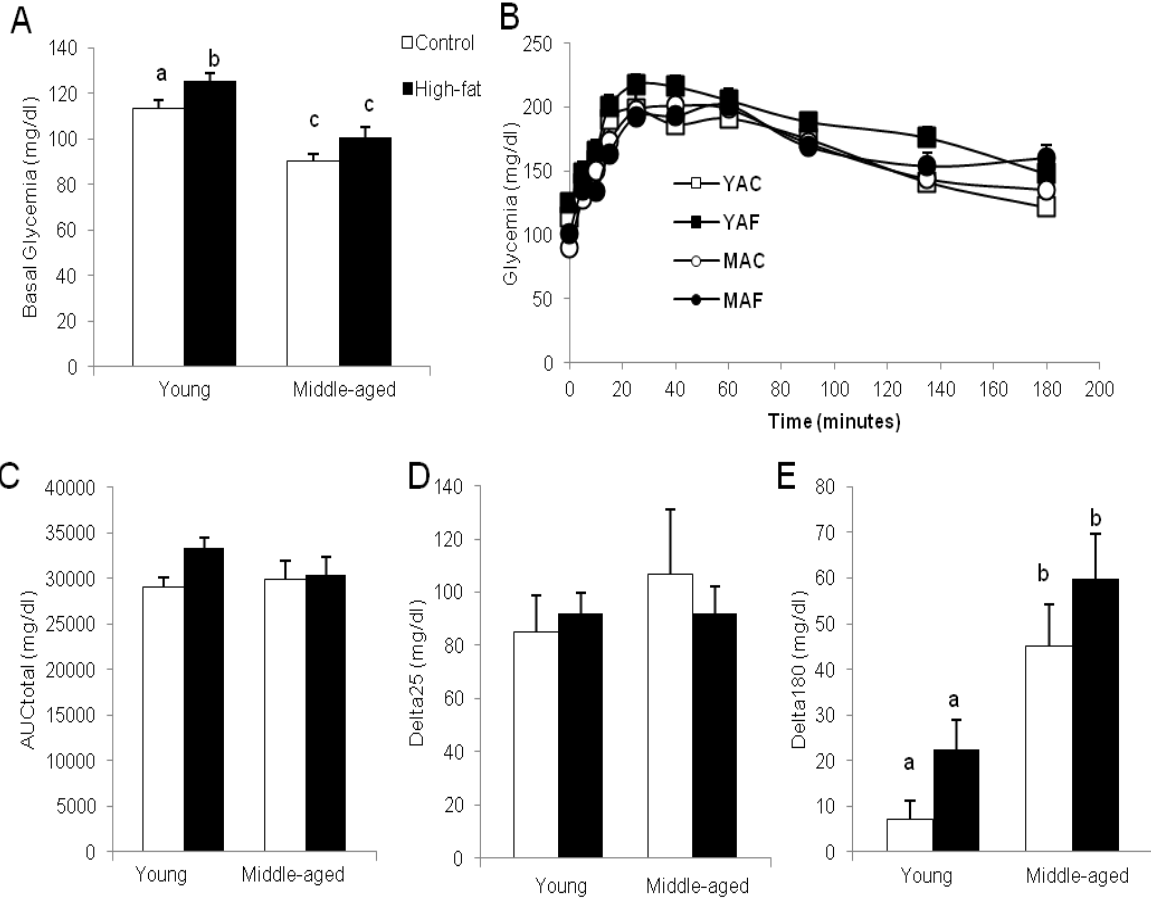 A
Basal Glycemia (mg/dl)
140
120
100
80
60
40
20
0
a
b
c
c
Young
Middle-aged
Control
High-fat
B
Glycemia (mg/dl)
250
200
150
100
50
0
YAC
YAF
MAC
MAF
0 20 40 60 80 100 120 140 160 180 200
Time (minutes)
C
AUCtotal (mg/dl)
40000
35000
30000
25000
20000
15000
10000
5000
0
Young
Middle-aged
D
Delta25 (mg/dl)
140
120
100
80
60
40
20
0
Young
Middle-aged
E
Delta180 (mg/dl)
80
70
60
50
40
30
20
10
0
a
a
b
b
Young
Middle-aged